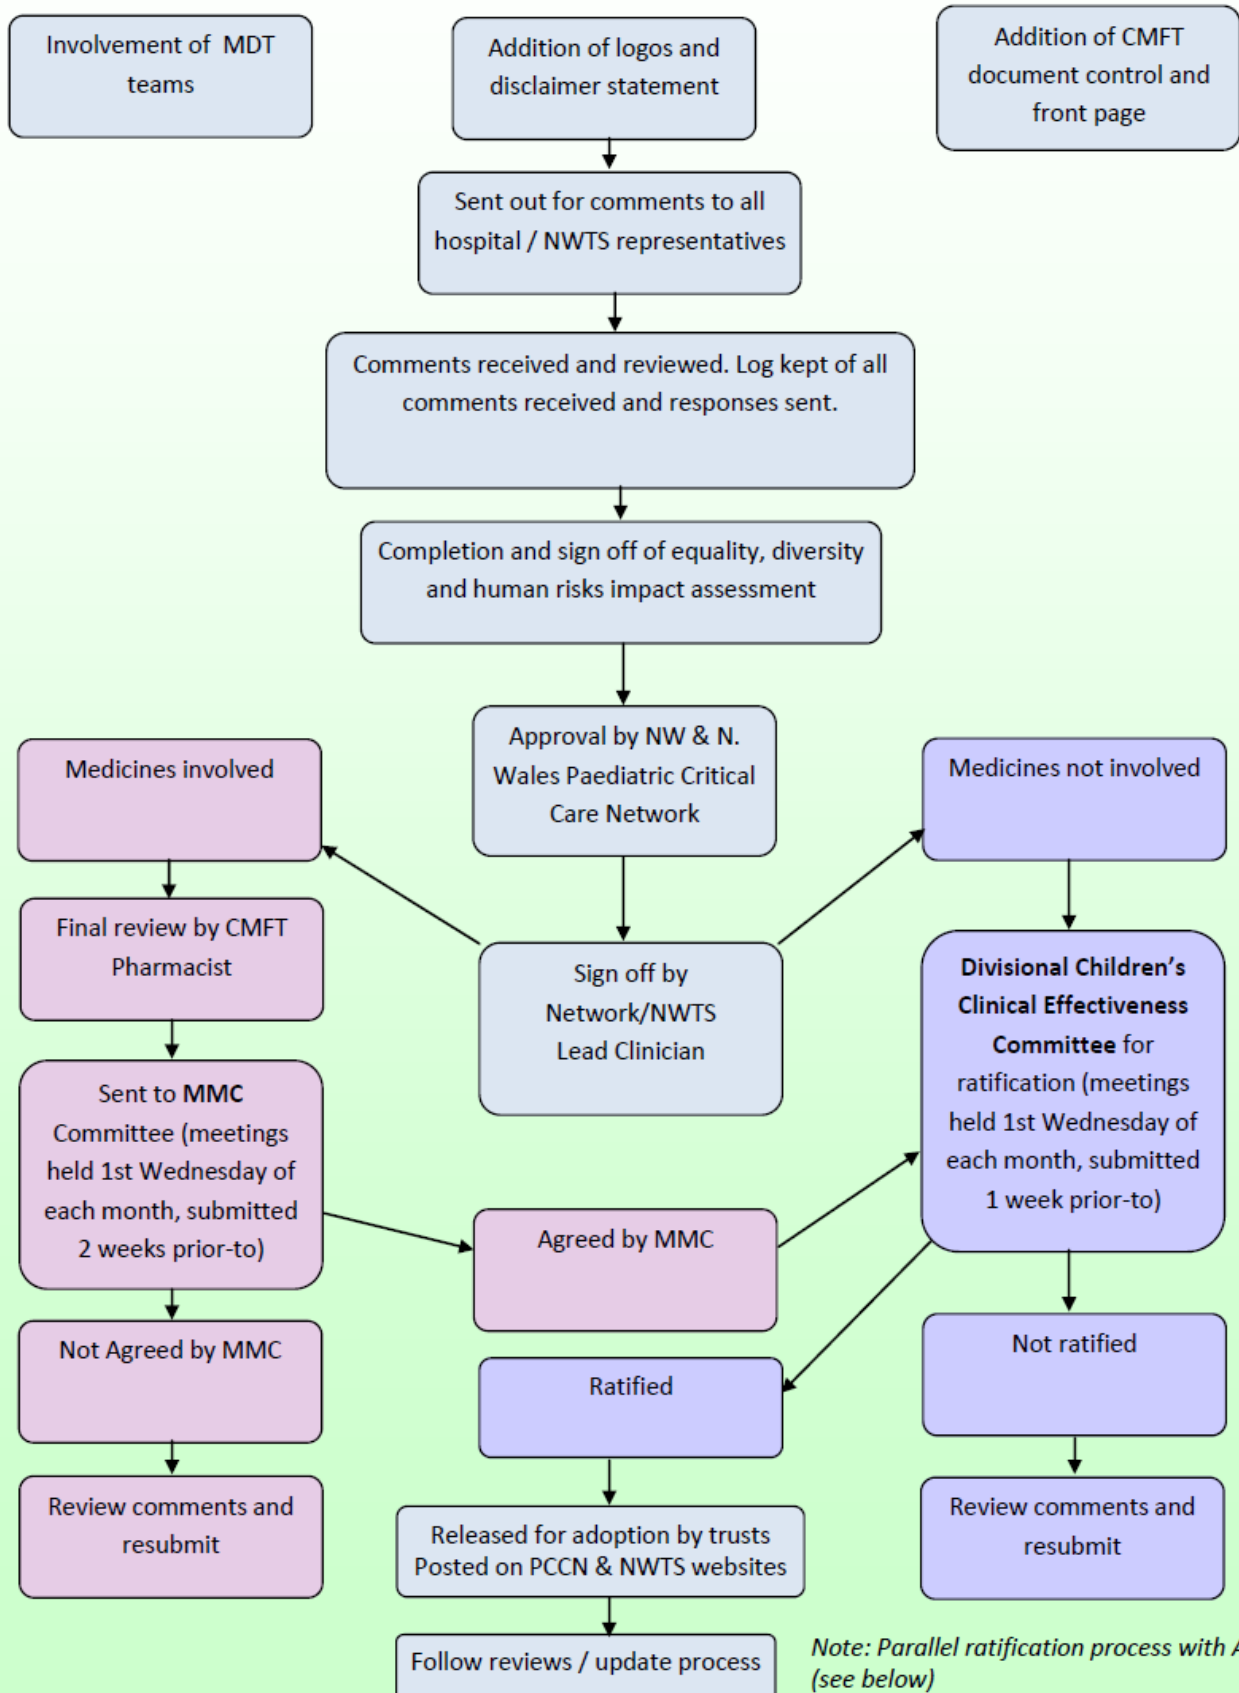 Involvement of MDT
teams
Addition of logos and
disclaimer statement
Addition of CMFT
document control and
front page
Sent out for comments to all
hospital / NWTS representatives
Comments received and reviewed. Log kept of all
comments received and responses sent.
Completion and sign off of equality, diversity
and human risks impact assessment
Approval by NW & N.
Wales Paediatric Critical
Care Network
Medicines involved
Medicines not involved
Final review by CMFT
Pharmacist
Sign off by
Network/NWTS
Lead Clinician
Divisional Children’s
Clinical Effectiveness
Committee for
ratification (meetings
held 1st Wednesday of
each month, submitted
1 week prior-to)
Sent to MMC
Committee (meetings
held 1st Wednesday of
each month, submitted
2 weeks prior-to)
Agreed by MMC
Not Agreed by MMC
Ratified
Not ratified
Review comments and
resubmit
Released for adoption by trusts
Posted on PCCN & NWTS websites
Review comments and
resubmit
Follow reviews / update process
Note: Parallel ratification process with
(see below)